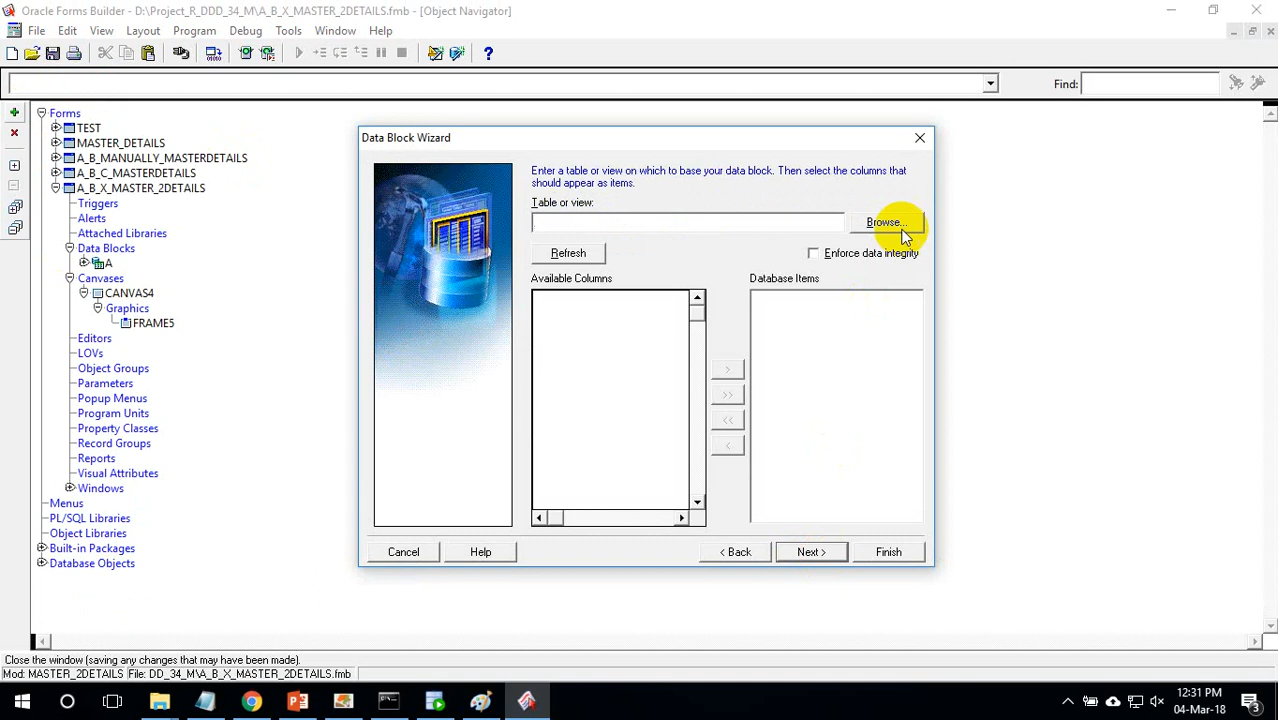 Oracle Forms Builder - D:\Project_R_DDD_34_M\A_B_X_MASTER_2DETAILS.fmb - [Object Navigator]
File Edit View Layout Program Debug Tools Window Help
Find:
Forms
TEST
MASTER_DETAILS
A_B_MANUALLY_MASTERDETAILS
A_B_C_MASTERDETAILS
A_B_X_MASTER_2DETAILS
Triggers
Alerts
Attached Libraries
Data Blocks
A
Canvases
CANVAS4
Graphics
FRAME5
Editors
LOVs
Object Groups
Parameters
Popup Menus
Program Units
Property Classes
Record Groups
Reports
Visual Attributes
Windows
Menus
PL/SQL Libraries
Object Libraries
Built-in Packages
Database Objects
Data Block Wizard
Enter a table or view on which to base your data block. Then select the columns that
should appear as items.
Table or view:
Browse...
Refresh
Enforce data integrity
Available Columns
Database Items
>
>>
<<
<
Cancel
Help
< Back
Next >
Finish
Close the window (saving any changes that may have been made).
Mod: MASTER_2DETAILS File: DD_34_M\A_B_X_MASTER_2DETAILS.fmb
12:31 PM
04-Mar-18
3